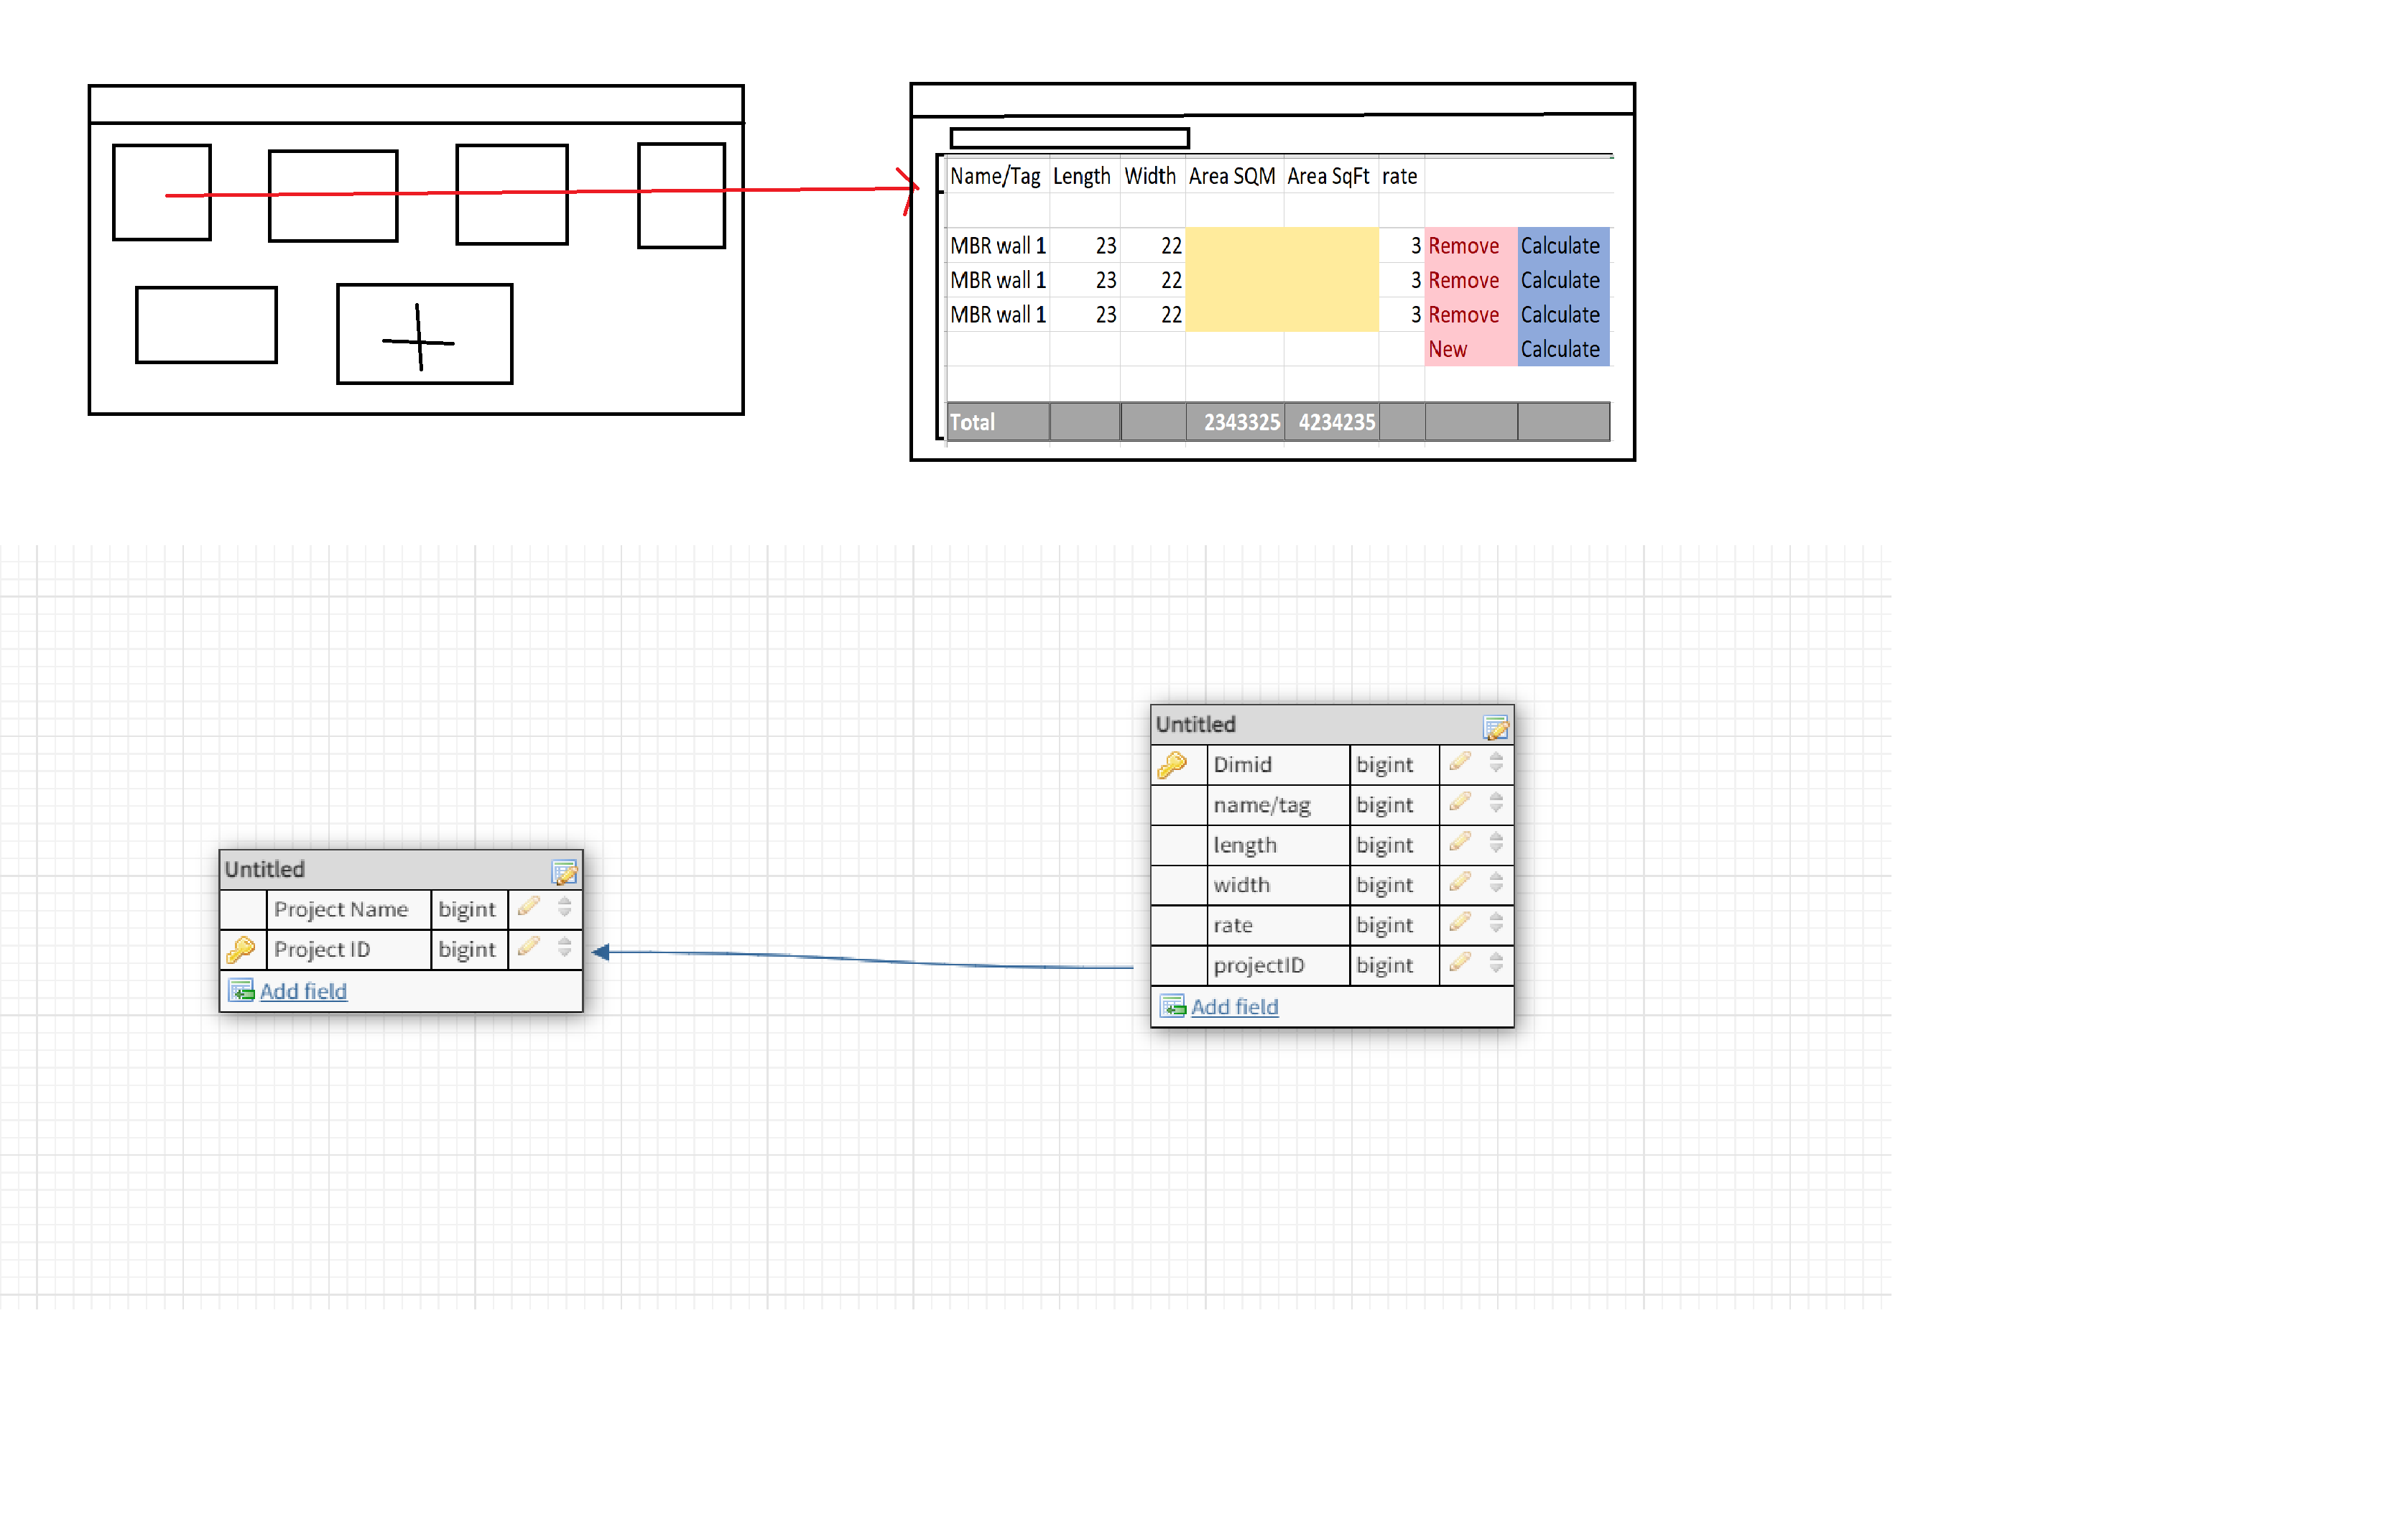 Name/Tag Length Width Area SQM Area SqFt rate
MBR wall 1 23 22 3 Remove Calculate
MBR wall 1 23 22 3 Remove Calculate
MBR wall 1 23 22 3 Remove Calculate
New Calculate
Total 2343325 4234235
Untitled
Project Name bigint
Project ID bigint
Add field
Untitled
Dimid bigint
name/tag bigint
length bigint
width bigint
rate bigint
projectID bigint
Add field